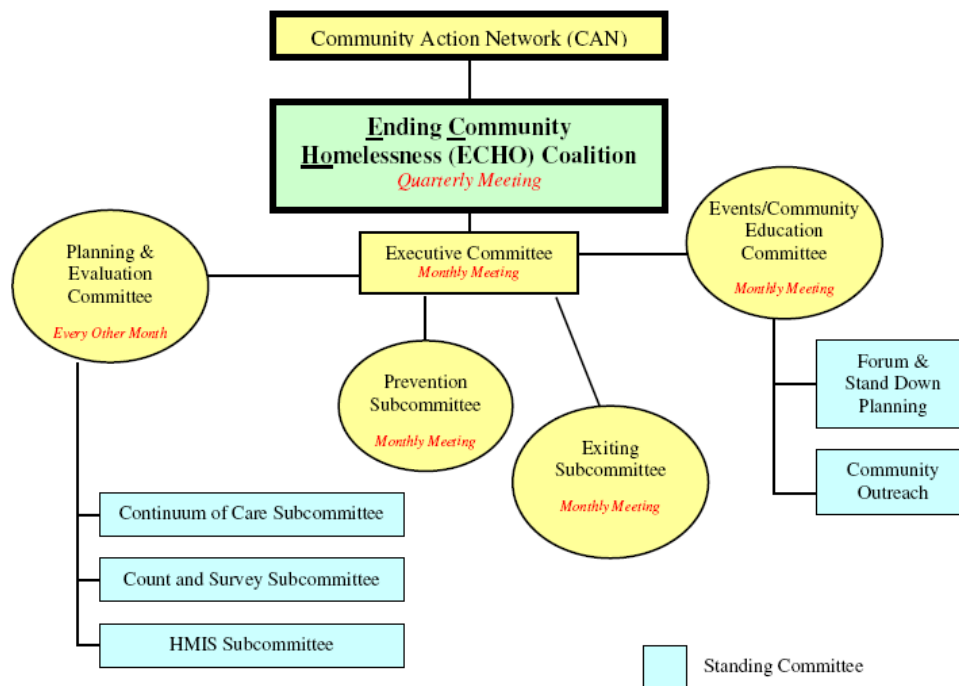 Community Action Network (CAN)
Ending Community
Homelessness (ECHO) Coalition
Quarterly Meeting
Executive Committee
Monthly Meeting
Planning &
Evaluation
Committee
Every Other Month
Events/Community
Education
Committee
Monthly Meeting
Prevention
Subcommittee
Monthly Meeting
Exiting
Subcommittee
Monthly Meeting
Forum &
Stand Down
Planning
Community
Outreach
Continuum of Care Subcommittee
Count and Survey Subcommittee
HMIS Subcommittee
Standing Committee